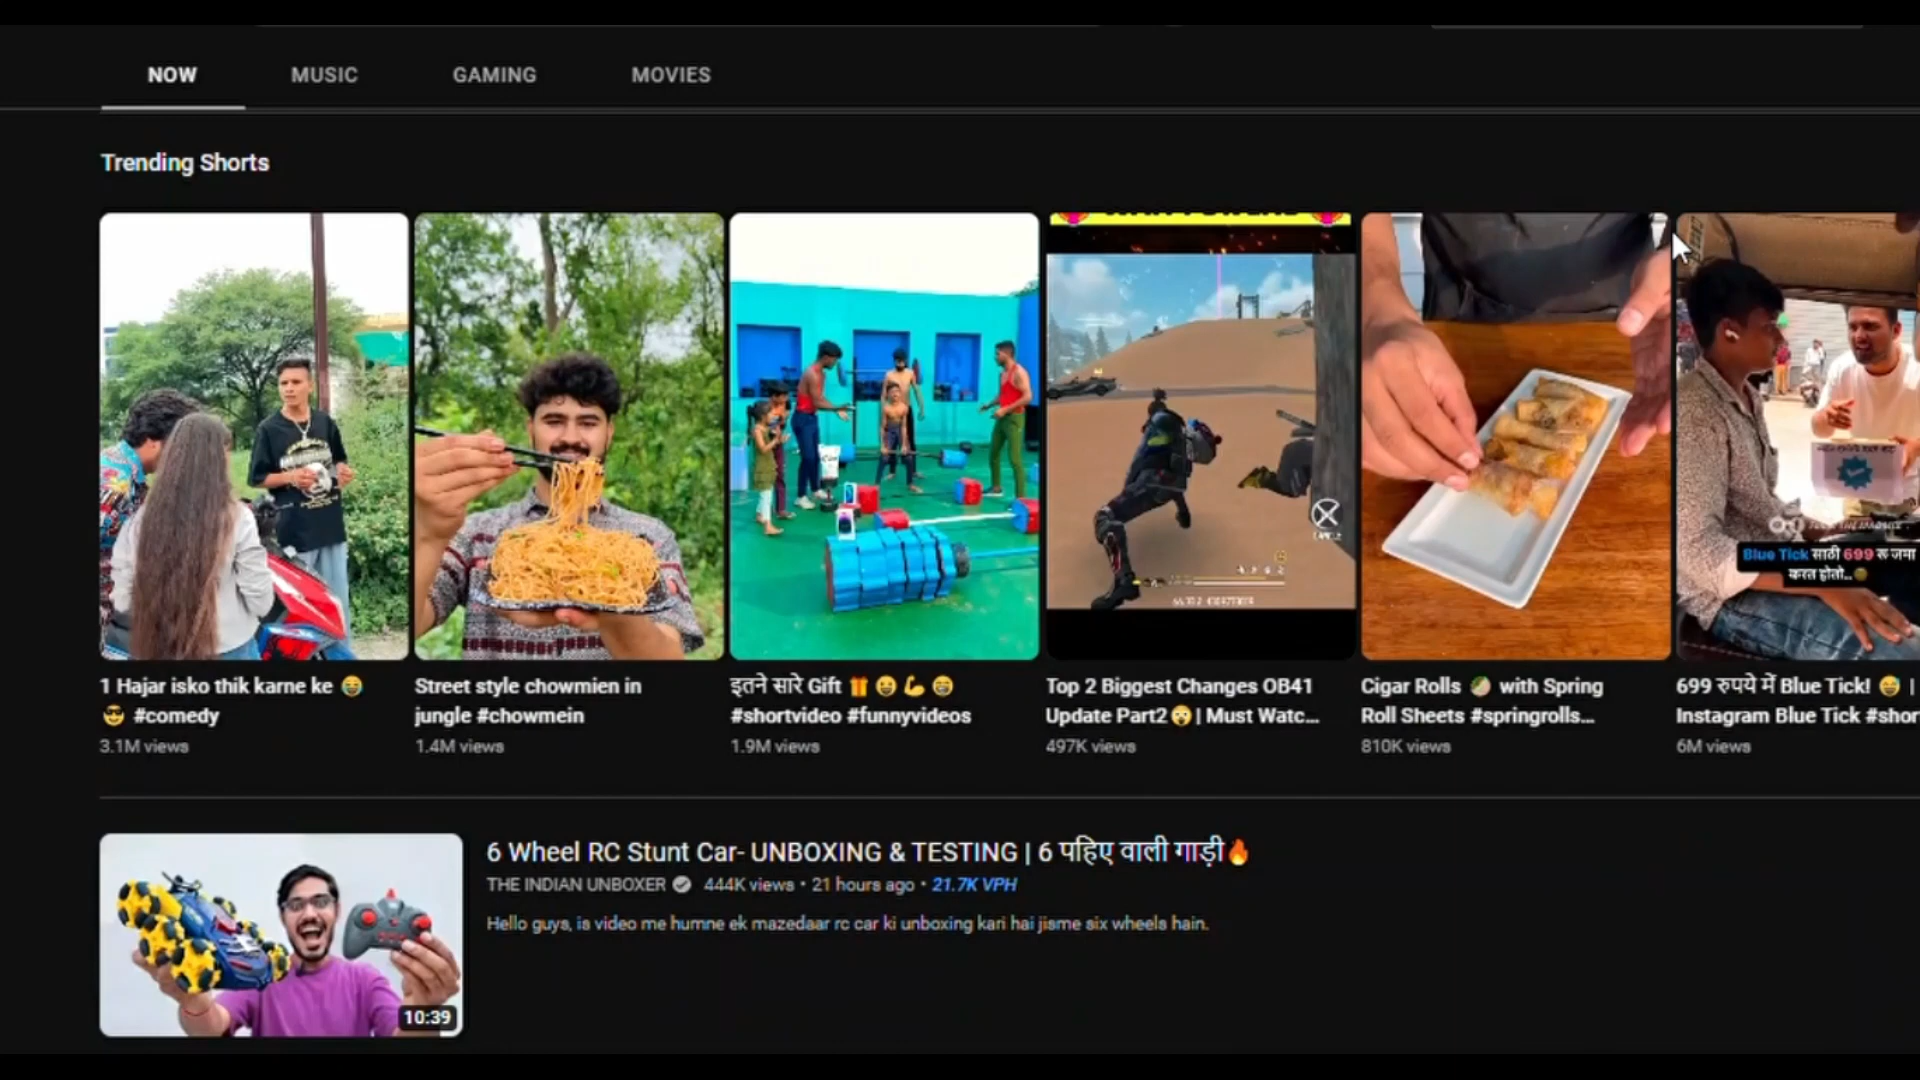 NOW MUSIC GAMING MOVIES
Trending Shorts
Blue Tick साठी 699 रू जमा
करत होतो..
1 Hajar isko thik karne ke 😂
😎 #comedy
3.1M views
Street style chowmien in
jungle #chowmein
1.4M views
इतने सारे Gift 🎁😀💪😁
#shortvideo #funnyvideos
1.9M views
Top 2 Biggest Changes OB41
Update Part2😲| Must Watc...
497K views
Cigar Rolls 🥙 with Spring
Roll Sheets #springrolls...
810K views
699 रुपये में Blue Tick! 😅 |
Instagram Blue Tick #shor
6M views
6 Wheel RC Stunt Car- UNBOXING & TESTING | 6 पहिए वाली गाड़ी🔥
THE INDIAN UNBOXER 444K views • 21 hours ago • 21.7K VPH
Hello guys, is video me humne ek mazedaar rc car ki unboxing kari hai jisme six wheels hain.
10:39